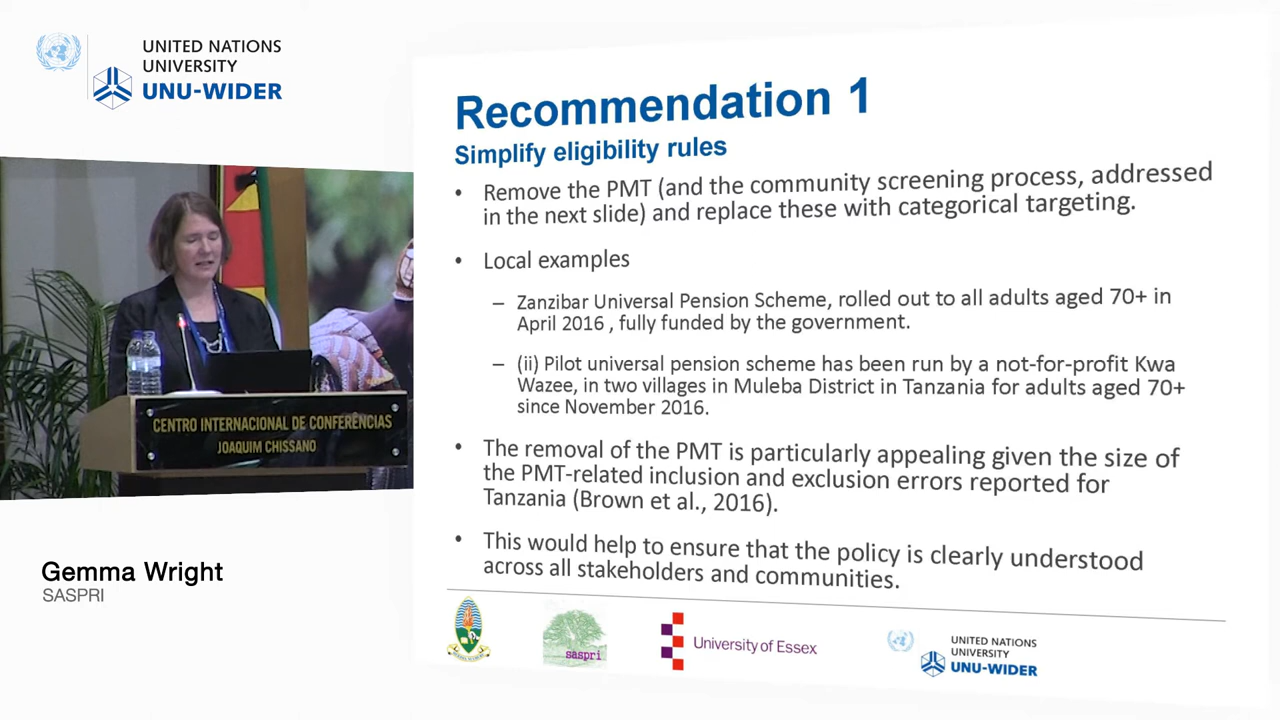 UNITED NATIONS
UNIVERSITY
UNU-WIDER
CENTRO INTERNACIONAL DE CONFERÊNCIAS
JOAQUIM CHISSANO
Gemma Wright
SASPRI
Recommendation 1
Simplify eligibility rules
• Remove the PMT (and the community screening process, addressed
in the next slide) and replace these with categorical targeting.
• Local examples
– Zanzibar Universal Pension Scheme, rolled out to all adults aged 70+ in
April 2016 , fully funded by the government.
– (ii) Pilot universal pension scheme has been run by a not-for-profit Kwa
Wazee, in two villages in Muleba District in Tanzania for adults aged 70+
since November 2016.
• The removal of the PMT is particularly appealing given the size of
the PMT-related inclusion and exclusion errors reported for
Tanzania (Brown et al., 2016).
• This would help to ensure that the policy is clearly understood
across all stakeholders and communities.
saspri
University of Essex
UNITED NATIONS
UNIVERSITY
UNU-WIDER